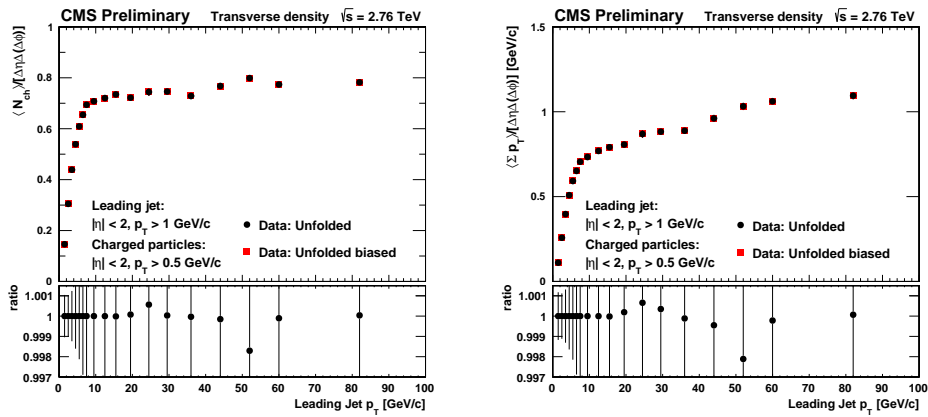 CMS Preliminary Transverse density √s = 2.76 TeV
⟨ N_ch⟩/[ΔηΔ(Δφ)]
1
0.8
0.6
0.4
0.2
0
Leading jet:
|η| < 2, p_T > 1 GeV/c
Charged particles:
|η| < 2, p_T > 0.5 GeV/c
Data: Unfolded
Data: Unfolded biased
ratio
1.001
1
0.999
0.998
0.997
0 10 20 30 40 50 60 70 80 90 100
Leading Jet p_T [GeV/c]
CMS Preliminary Transverse density √s = 2.76 TeV
⟨Σ p_T⟩/[ΔηΔ(Δφ)] [GeV/c]
1.5
1
0.5
0
Leading jet:
|η| < 2, p_T > 1 GeV/c
Charged particles:
|η| < 2, p_T > 0.5 GeV/c
Data: Unfolded
Data: Unfolded biased
ratio
1.001
1
0.999
0.998
0.997
0 10 20 30 40 50 60 70 80 90 100
Leading Jet p_T [GeV/c]